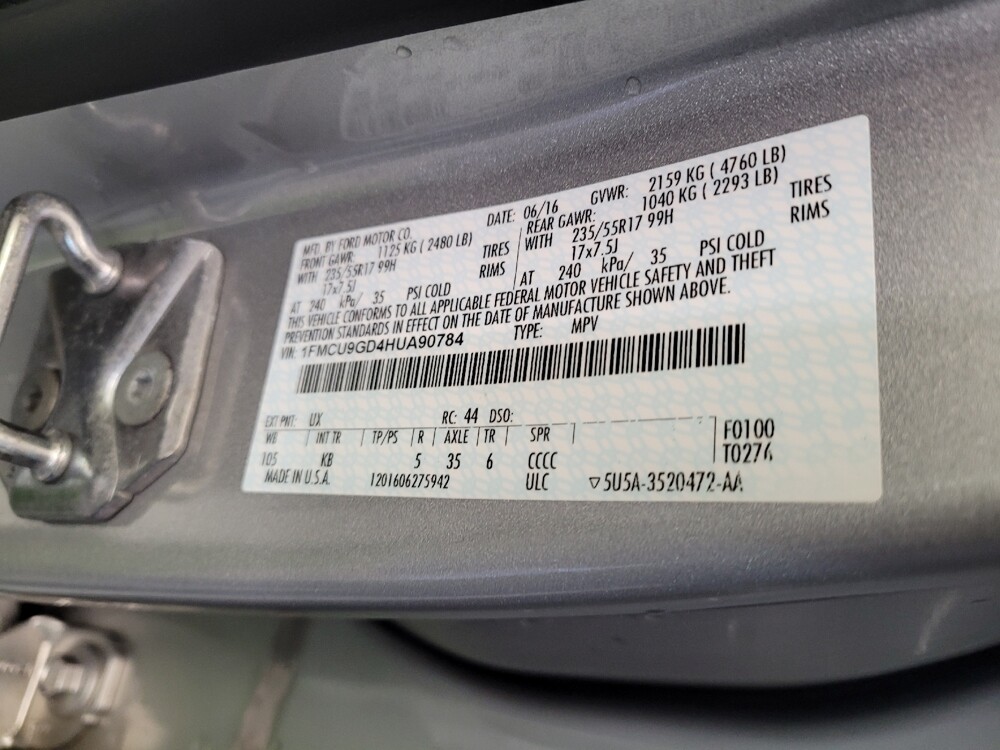 MFD. BY FORD MOTOR CO. DATE: 06/16 GVWR: 2159 KG ( 4760 LB)
FRONT GAWR: 1125 KG ( 2480 LB) REAR GAWR: 1040 KG ( 2293 LB)
WITH 235/55R17 99H TIRES WITH 235/55R17 99H TIRES
17x7.5J RIMS 17x7.5J RIMS
AT 240 kPa/ 35 PSI COLD AT 240 kPa/ 35 PSI COLD
THIS VEHICLE CONFORMS TO ALL APPLICABLE FEDERAL MOTOR VEHICLE SAFETY AND THEFT
PREVENTION STANDARDS IN EFFECT ON THE DATE OF MANUFACTURE SHOWN ABOVE.
VIN: 1FMCU9GD4HUA90784 TYPE: MPV
EXT PNT: UX RC: 44 DSO:
WB INT TR TP/PS R AXLE TR SPR F0100
105 KB 5 35 6 CCCC T0276
MADE IN U.S.A. 1201606275942 ULC ▽5U5A-3520472-AA